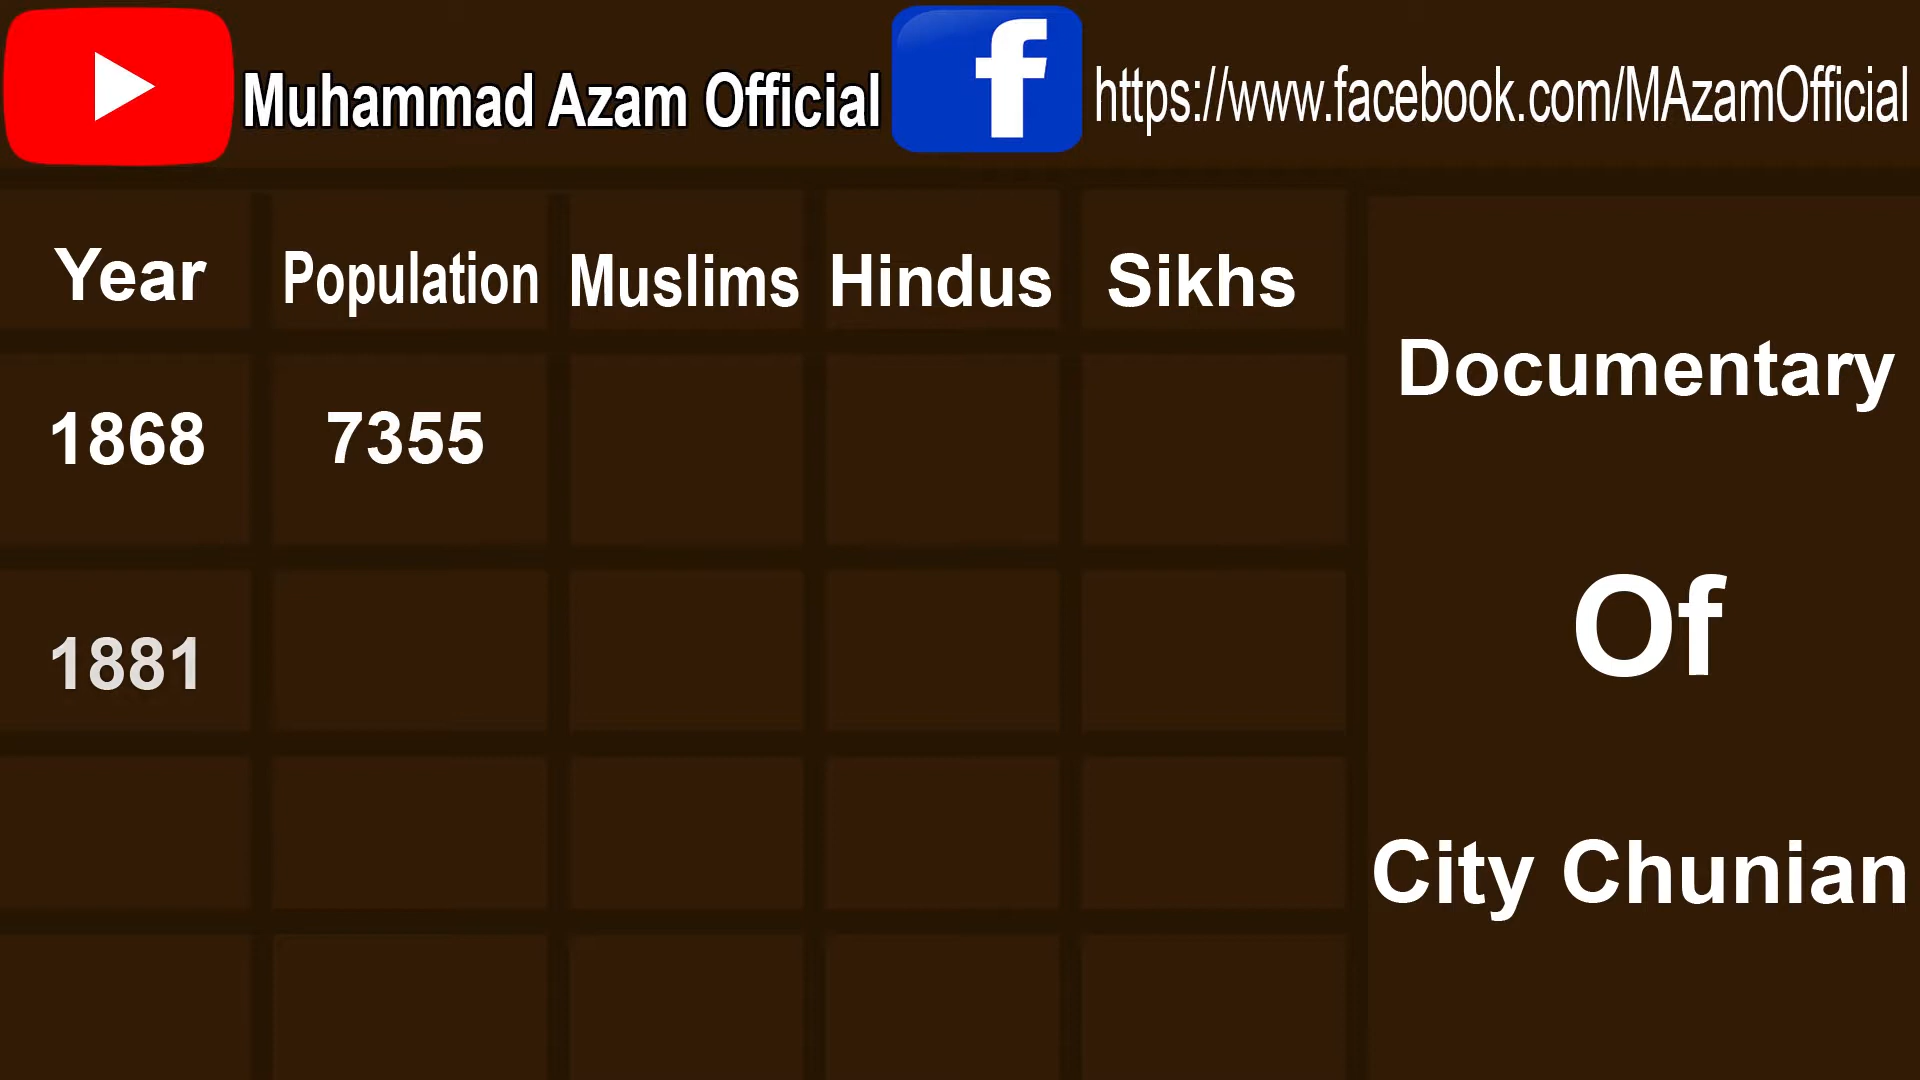 Muhammad Azam Official
https://www.facebook.com/MAzamOfficial
Year Population Muslims Hindus Sikhs
1868 7355
1881
Documentary
Of
City Chunian